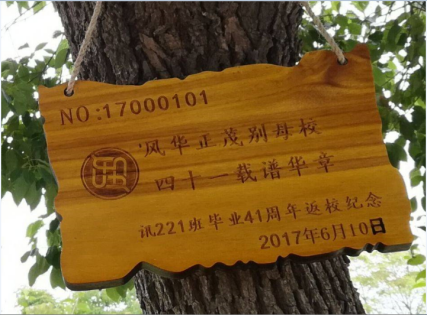 NO:17000101
'风华正茂别母校
四十一载谱华章
讯221班毕业41周年返校纪念
2017年6月10日